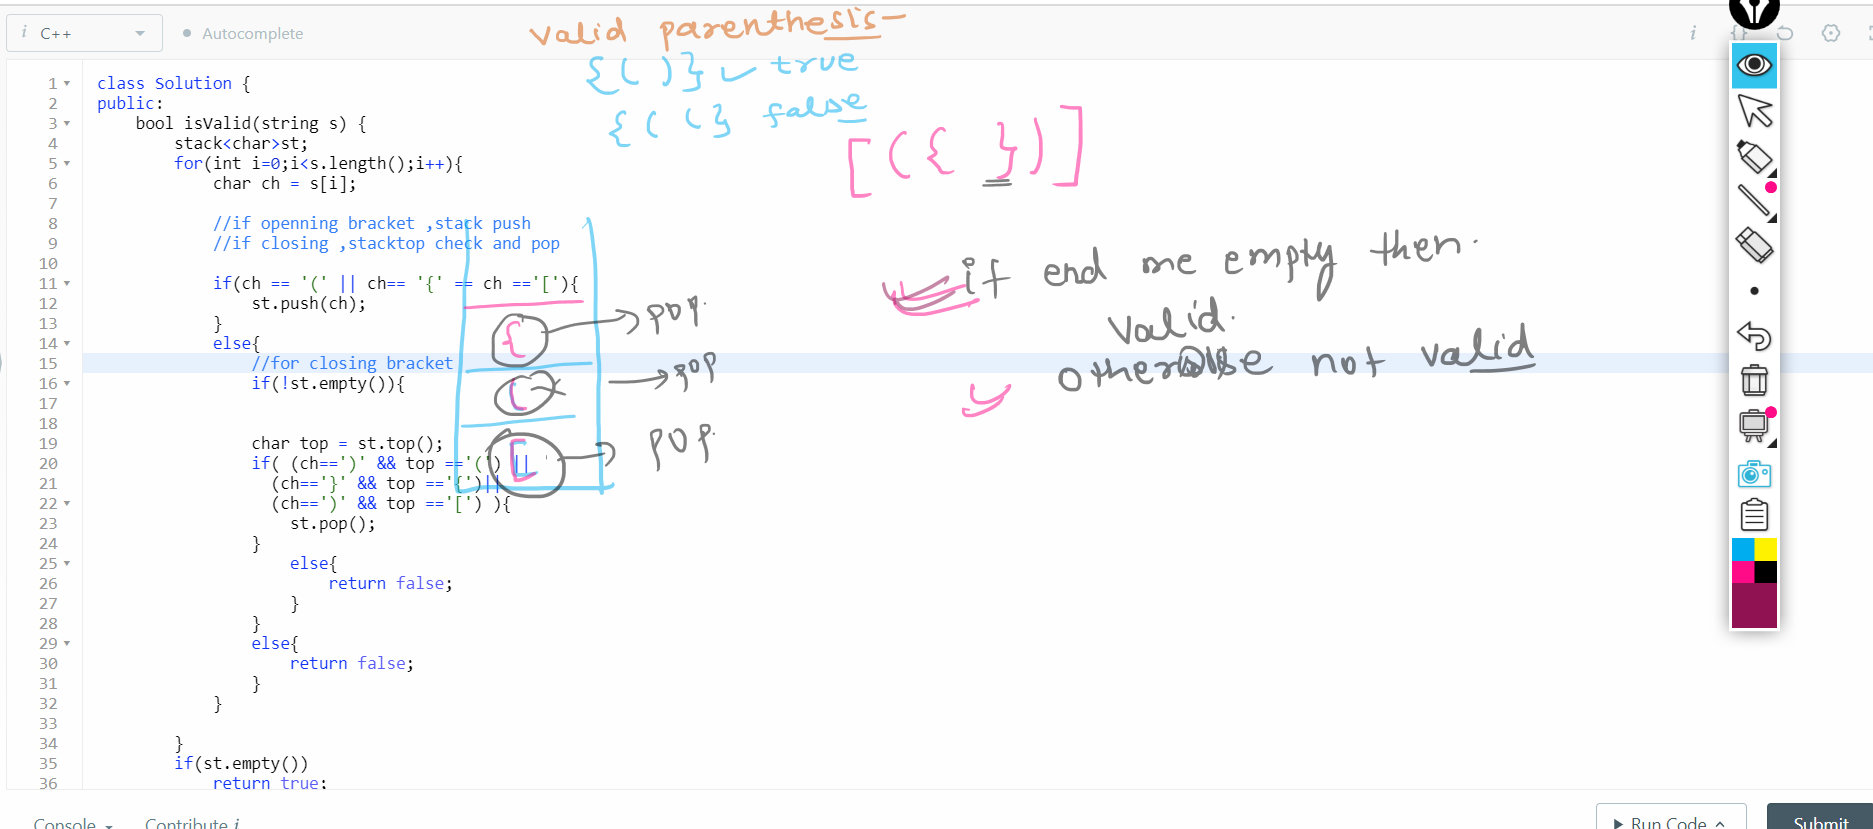 i C++ Autocomplete
valid parenthesis-
{( )} true
{( (} false
[({ })]
if end me empty then.
valid.
otherwise not valid
1 class Solution {
2 public:
3 bool isValid(string s) {
4 stack<char>st;
5 for(int i=0;i<s.length();i++){
6 char ch = s[i];
7
8 //if openning bracket ,stack push
9 //if closing ,stacktop check and pop
10
11 if(ch == '(' || ch== '{' == ch =='['){
12 st.push(ch);
13 }
14 else{
15 //for closing bracket
16 if(!st.empty()){
17
18
19 char top = st.top();
20 if( (ch==')' && top =='(') ||
21 (ch=='}' && top =='{')||
22 (ch==')' && top =='[') ){
23 st.pop();
24 }
25 else{
26 return false;
27 }
28 }
29 else{
30 return false;
31 }
32 }
33
34 }
35 if(st.empty())
36 return true;
{ pop.
( pop
[ pop.
Console Contribute i
Run Code Submit